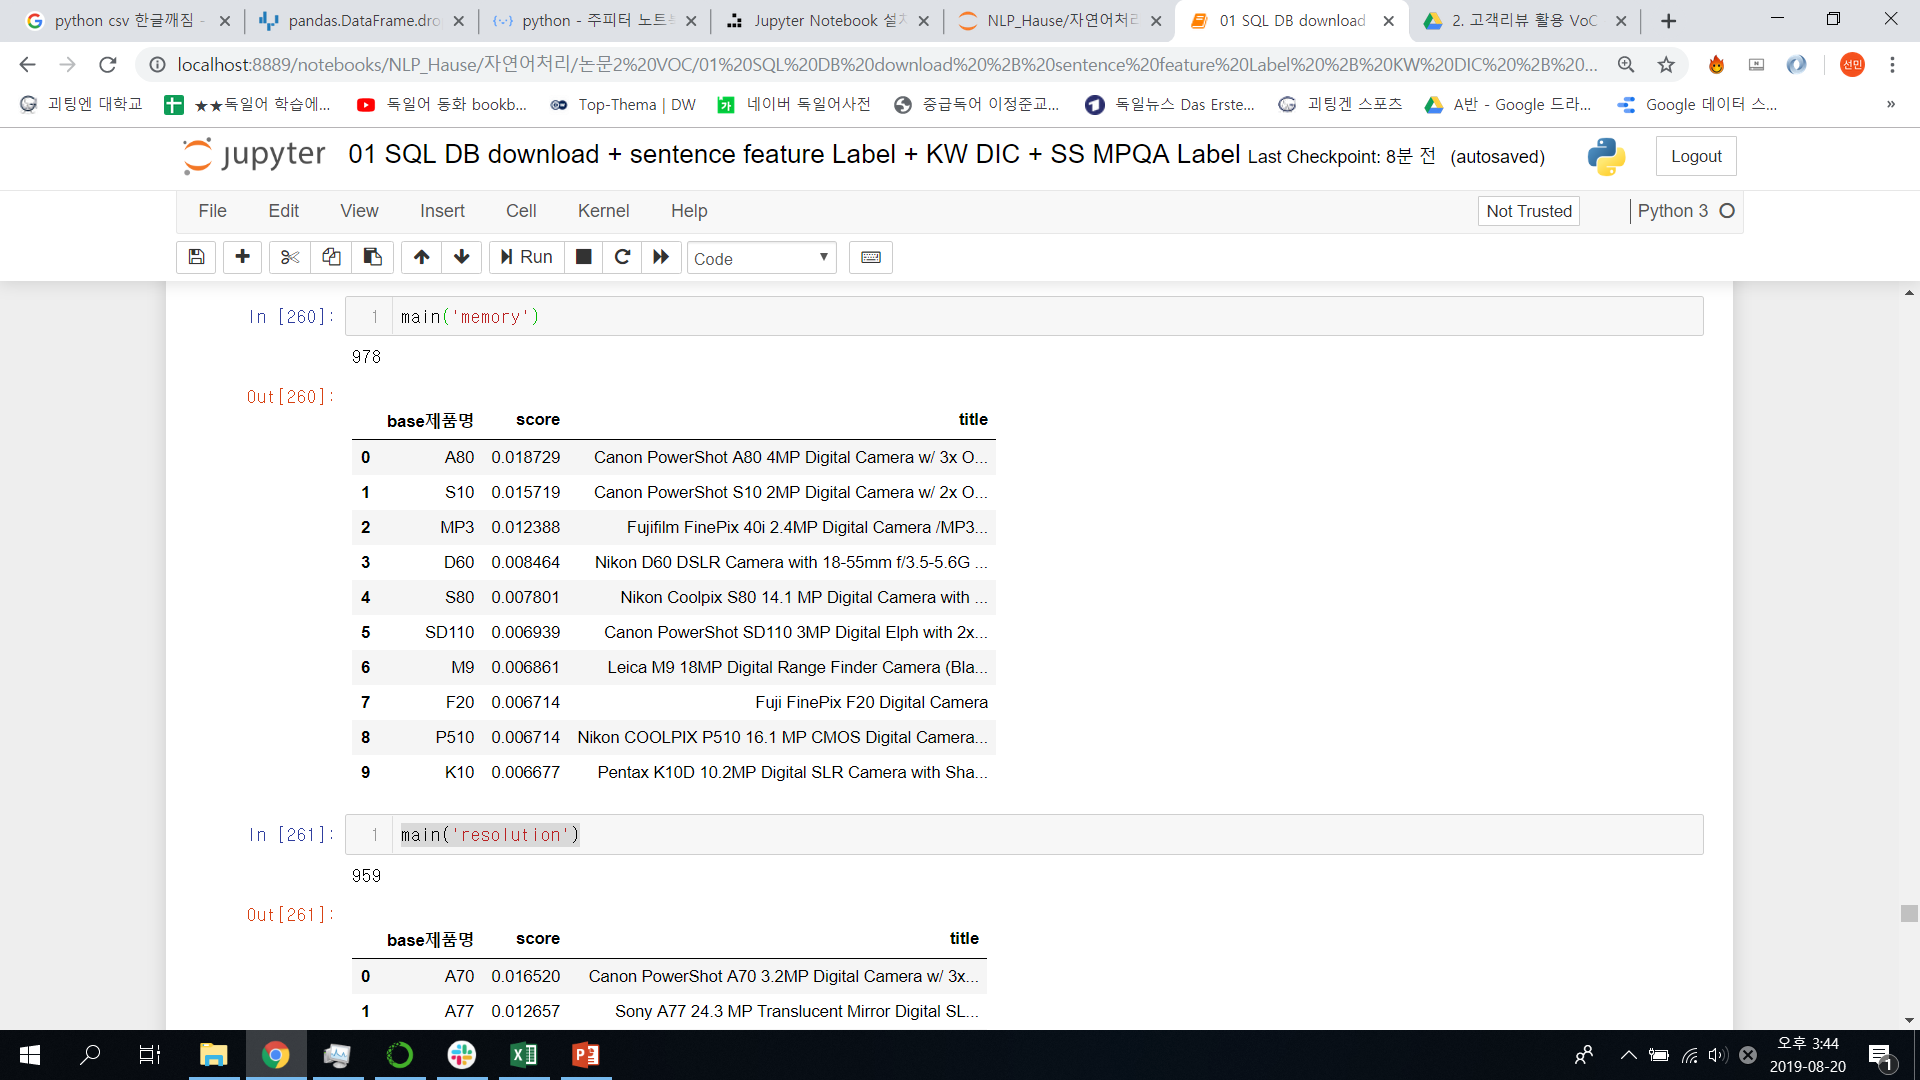 python csv 한글깨짐 -
pandas.DataFrame.dro
python - 주피터 노트북
Jupyter Notebook 설치
NLP_Hause/자연어처리
01 SQL DB download
2. 고객리뷰 활용 VoC
localhost:8889/notebooks/NLP_Hause/자연어처리/논문2%20VOC/01%20SQL%20DB%20download%20%2B%20sentence%20feature%20Label%20%2B%20KW%20DIC%20%2B%20...
선민
괴팅엔 대학교
★★독일어 학습에...
독일어 동화 bookb...
Top-Thema | DW
네이버 독일어사전
중급독어 이정준교...
독일뉴스 Das Erste...
괴팅겐 스포츠
A반 - Google 드라...
Google 데이터 스...
»
jupyter 01 SQL DB download + sentence feature Label + KW DIC + SS MPQA Label Last Checkpoint: 8분 전 (autosaved)
Logout
File Edit View Insert Cell Kernel Help
Not Trusted
Python 3
Run
Code
In [260]: 1 main('memory')
978
Out[260]:
base제품명 score title
0 A80 0.018729 Canon PowerShot A80 4MP Digital Camera w/ 3x O...
1 S10 0.015719 Canon PowerShot S10 2MP Digital Camera w/ 2x O...
2 MP3 0.012388 Fujifilm FinePix 40i 2.4MP Digital Camera /MP3...
3 D60 0.008464 Nikon D60 DSLR Camera with 18-55mm f/3.5-5.6G ...
4 S80 0.007801 Nikon Coolpix S80 14.1 MP Digital Camera with ...
5 SD110 0.006939 Canon PowerShot SD110 3MP Digital Elph with 2x...
6 M9 0.006861 Leica M9 18MP Digital Range Finder Camera (Bla...
7 F20 0.006714 Fuji FinePix F20 Digital Camera
8 P510 0.006714 Nikon COOLPIX P510 16.1 MP CMOS Digital Camera...
9 K10 0.006677 Pentax K10D 10.2MP Digital SLR Camera with Sha...
In [261]: 1 main('resolution')
959
Out[261]:
base제품명 score title
0 A70 0.016520 Canon PowerShot A70 3.2MP Digital Camera w/ 3x...
1 A77 0.012657 Sony A77 24.3 MP Translucent Mirror Digital SL...
오후 3:44
2019-08-20
1